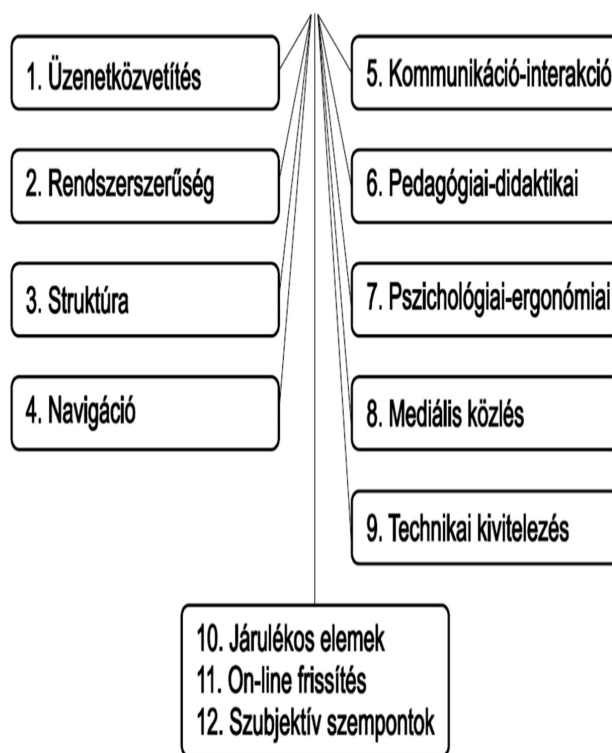 1. Üzenetközvetítés
2. Rendszerszerűség
3. Struktúra
4. Navigáció
5. Kommunikáció-interakció
6. Pedagógiai-didaktikai
7. Pszichológiai-ergonómiai
8. Mediális közlés
9. Technikai kivitelezés
10. Járulékos elemek
11. On-line frissítés
12. Szubjektív szempontok